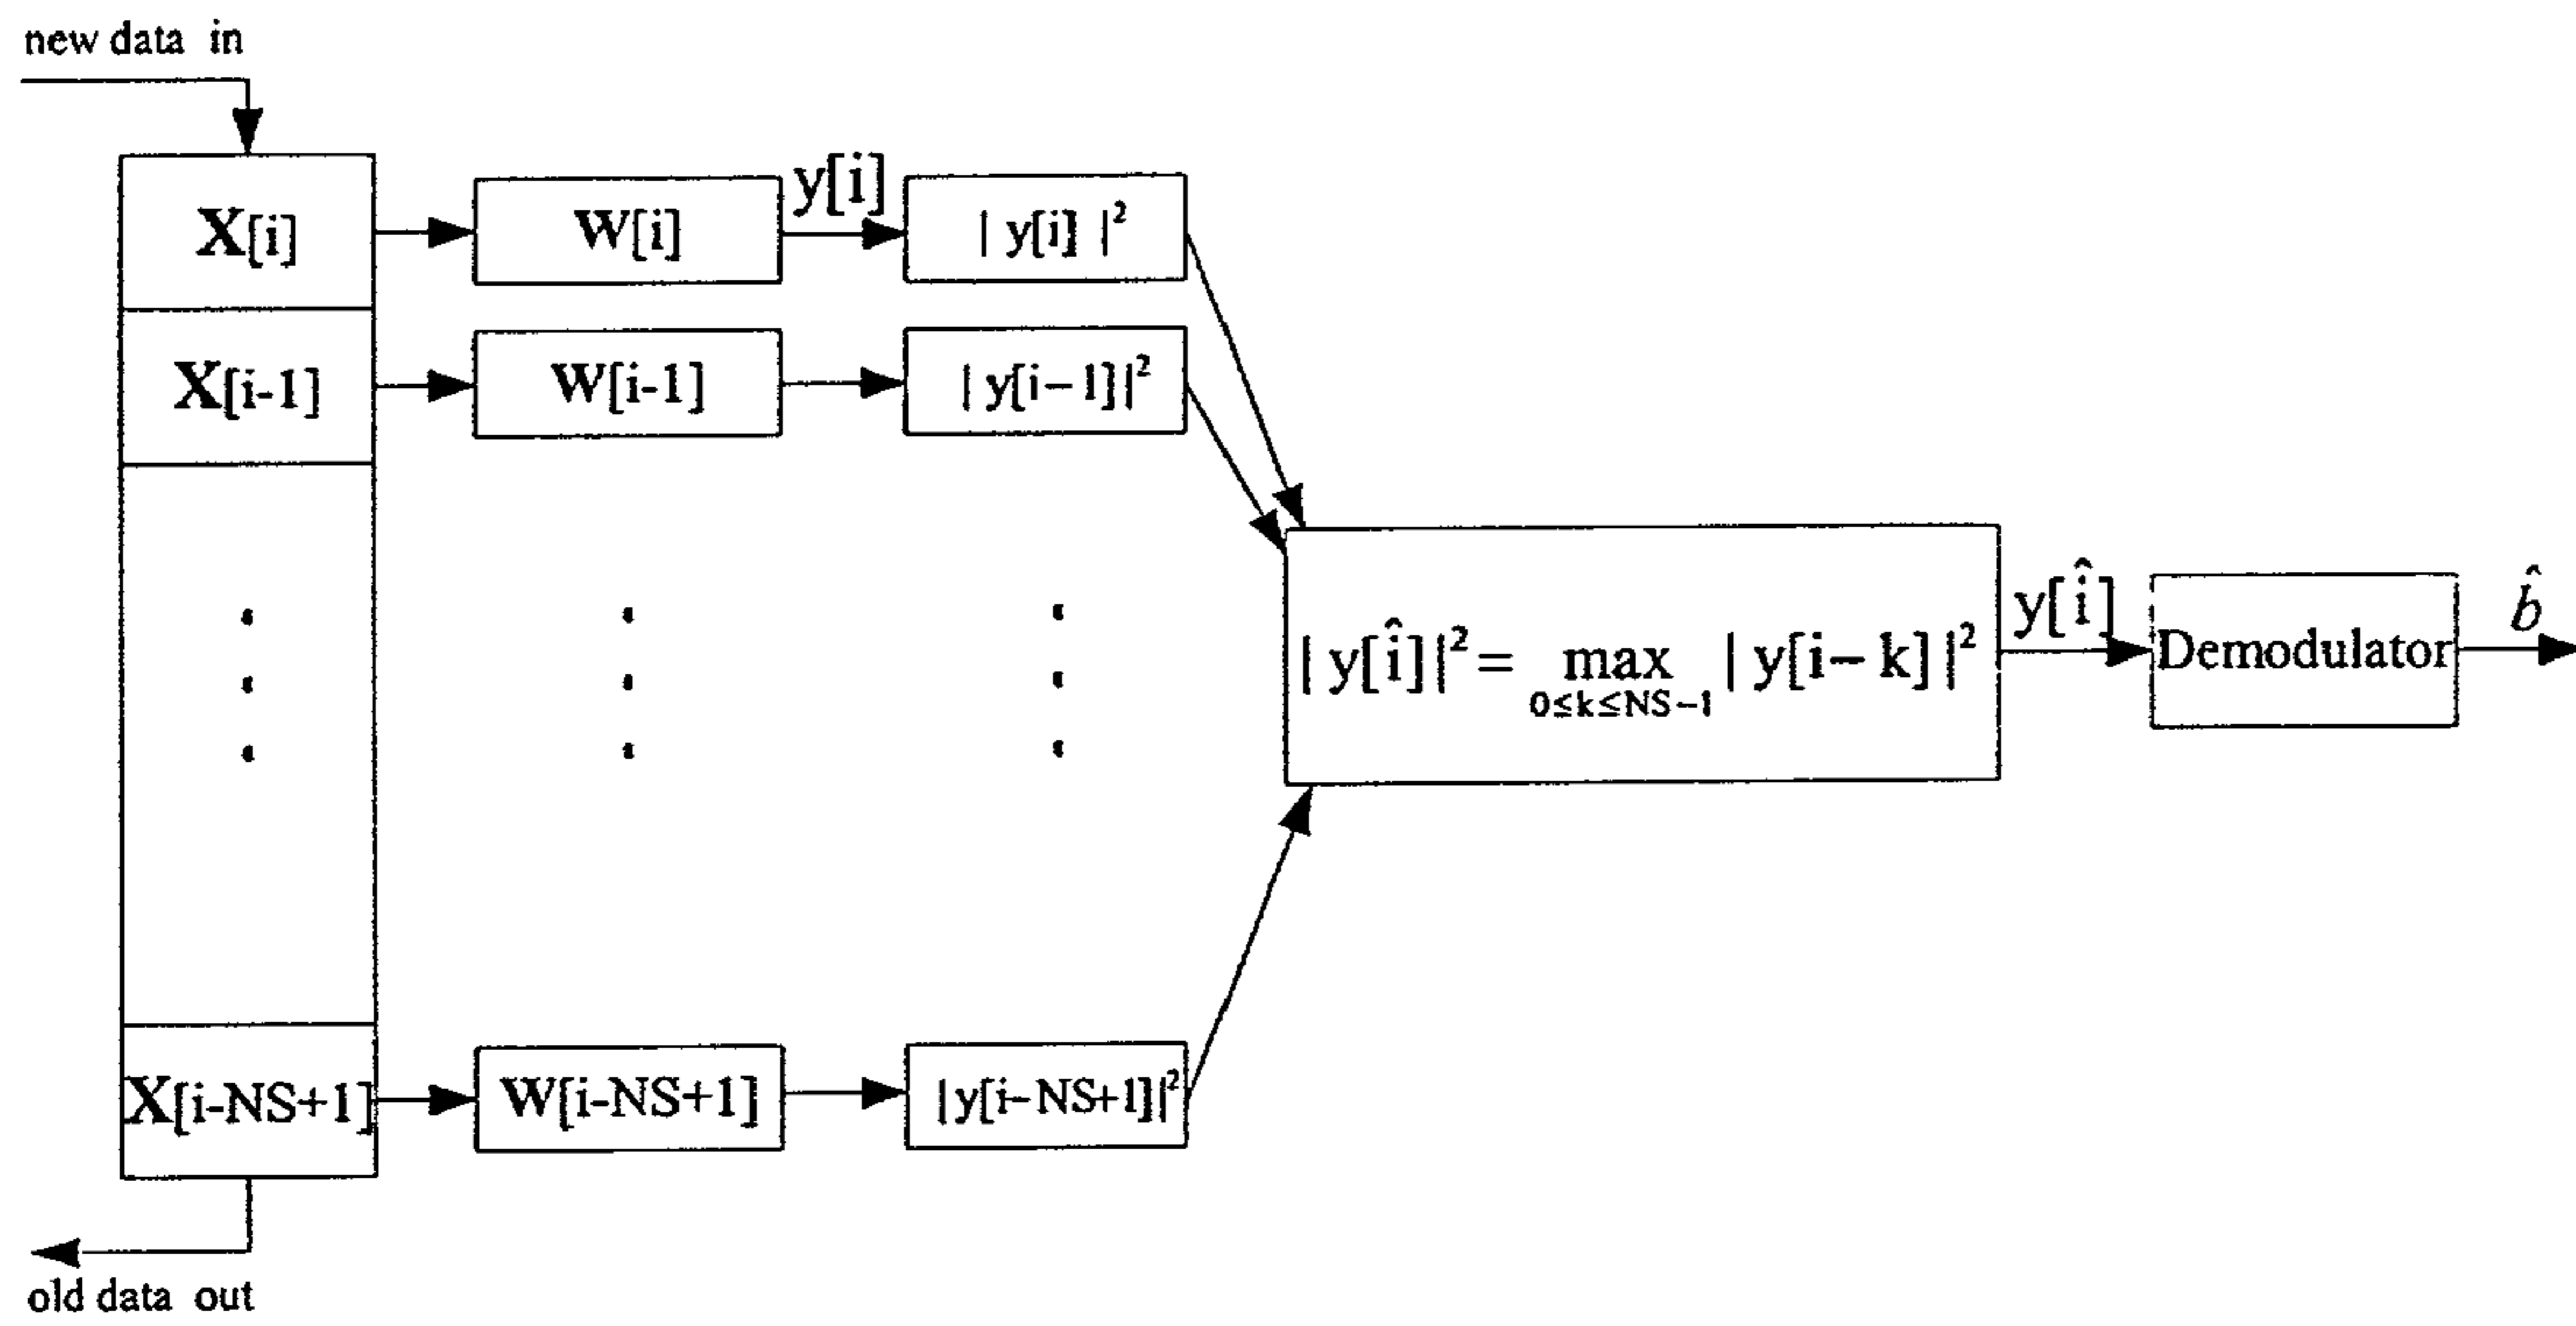 new data in
X[i]
W[i]
y[i]
| y[i] |²
X[i-1]
W[i-1]
| y[i−1]|²
| y[î]|² = max | y[i− k] |²
0≤k≤NS−1
y[î]
Demodulator
b̂
X[i-NS+1]
W[i-NS+1]
|y[i−NS+1]|²
old data out